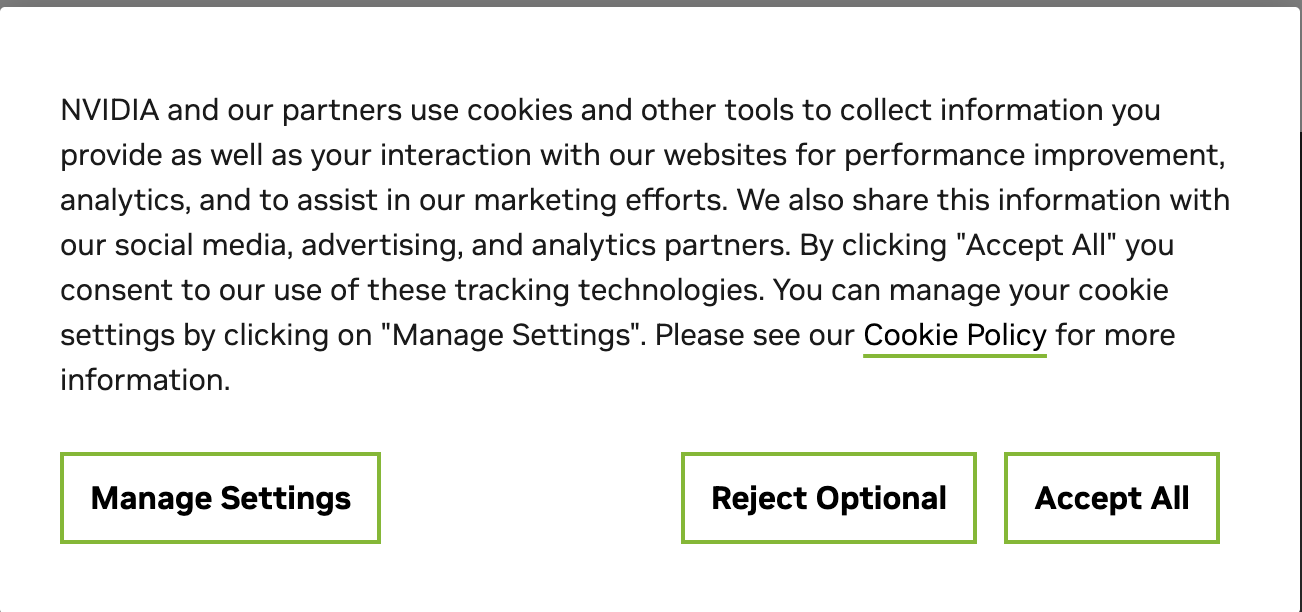 NVIDIA and our partners use cookies and other tools to collect information you
provide as well as your interaction with our websites for performance improvement,
analytics, and to assist in our marketing efforts. We also share this information with
our social media, advertising, and analytics partners. By clicking "Accept All" you
consent to our use of these tracking technologies. You can manage your cookie
settings by clicking on "Manage Settings". Please see our Cookie Policy for more
information.
Manage Settings
Reject Optional
Accept All